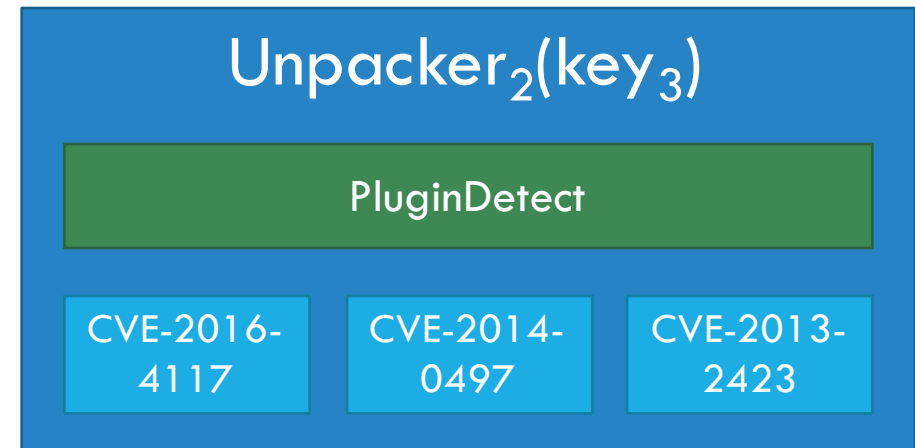 Unpacker₂(key₃)
PluginDetect
CVE-2016-
4117
CVE-2014-
0497
CVE-2013-
2423